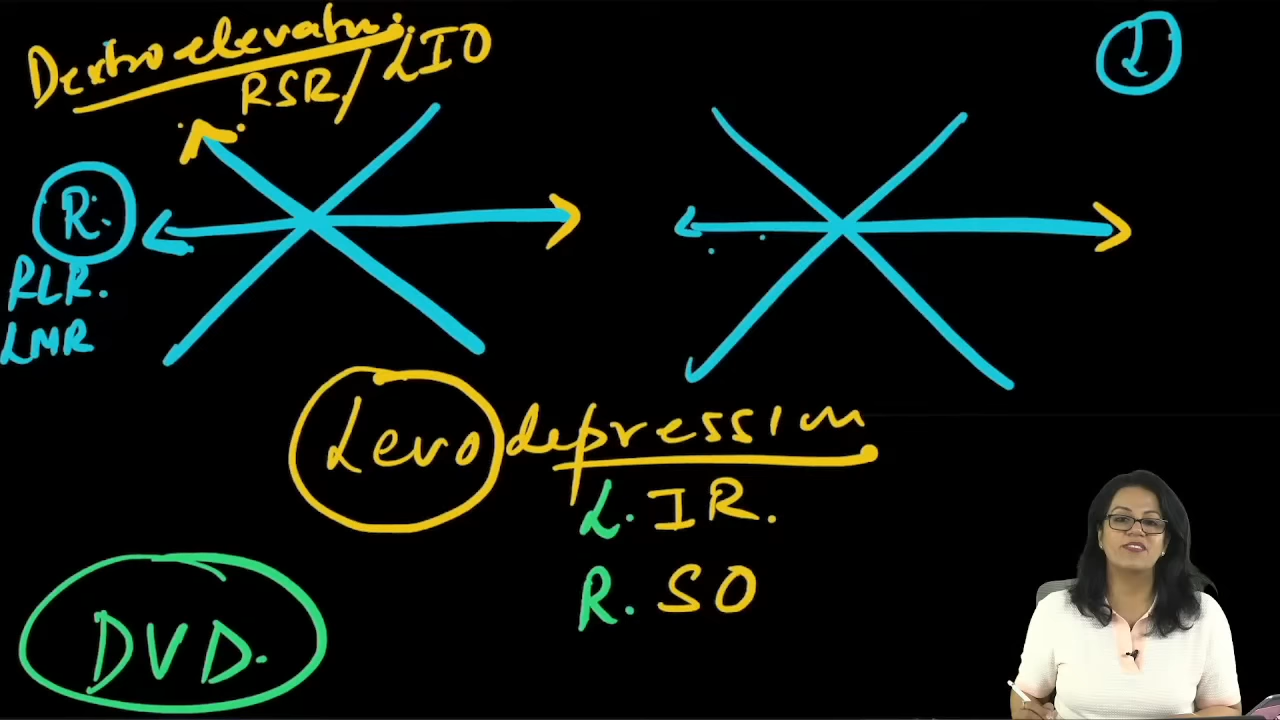 Dextroelevation
RSR/LIO
L
R.
RLR.
LMR
Levodepression
L. IR.
R. SO
DVD.